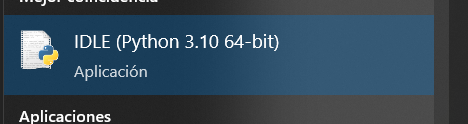 Mejor coincidencia
IDLE (Python 3.10 64-bit)
Aplicación
Aplicaciones